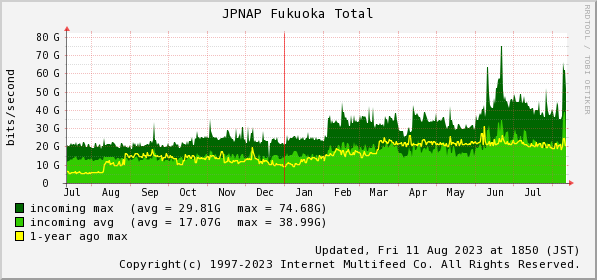 JPNAP Fukuoka Total
RRDTOOL / TOBI OETIKER
bits/second
80 G
70 G
60 G
50 G
40 G
30 G
20 G
10 G
0
Jul Aug Sep Oct Nov Dec Jan Feb Mar Apr May Jun Jul
incoming max (avg = 29.81G max = 74.68G)
incoming avg (avg = 17.07G max = 38.99G)
1-year ago max
Updated, Fri 11 Aug 2023 at 1850 (JST)
Copyright(c) 1997-2023 Internet Multifeed Co. All Rights Reserved.